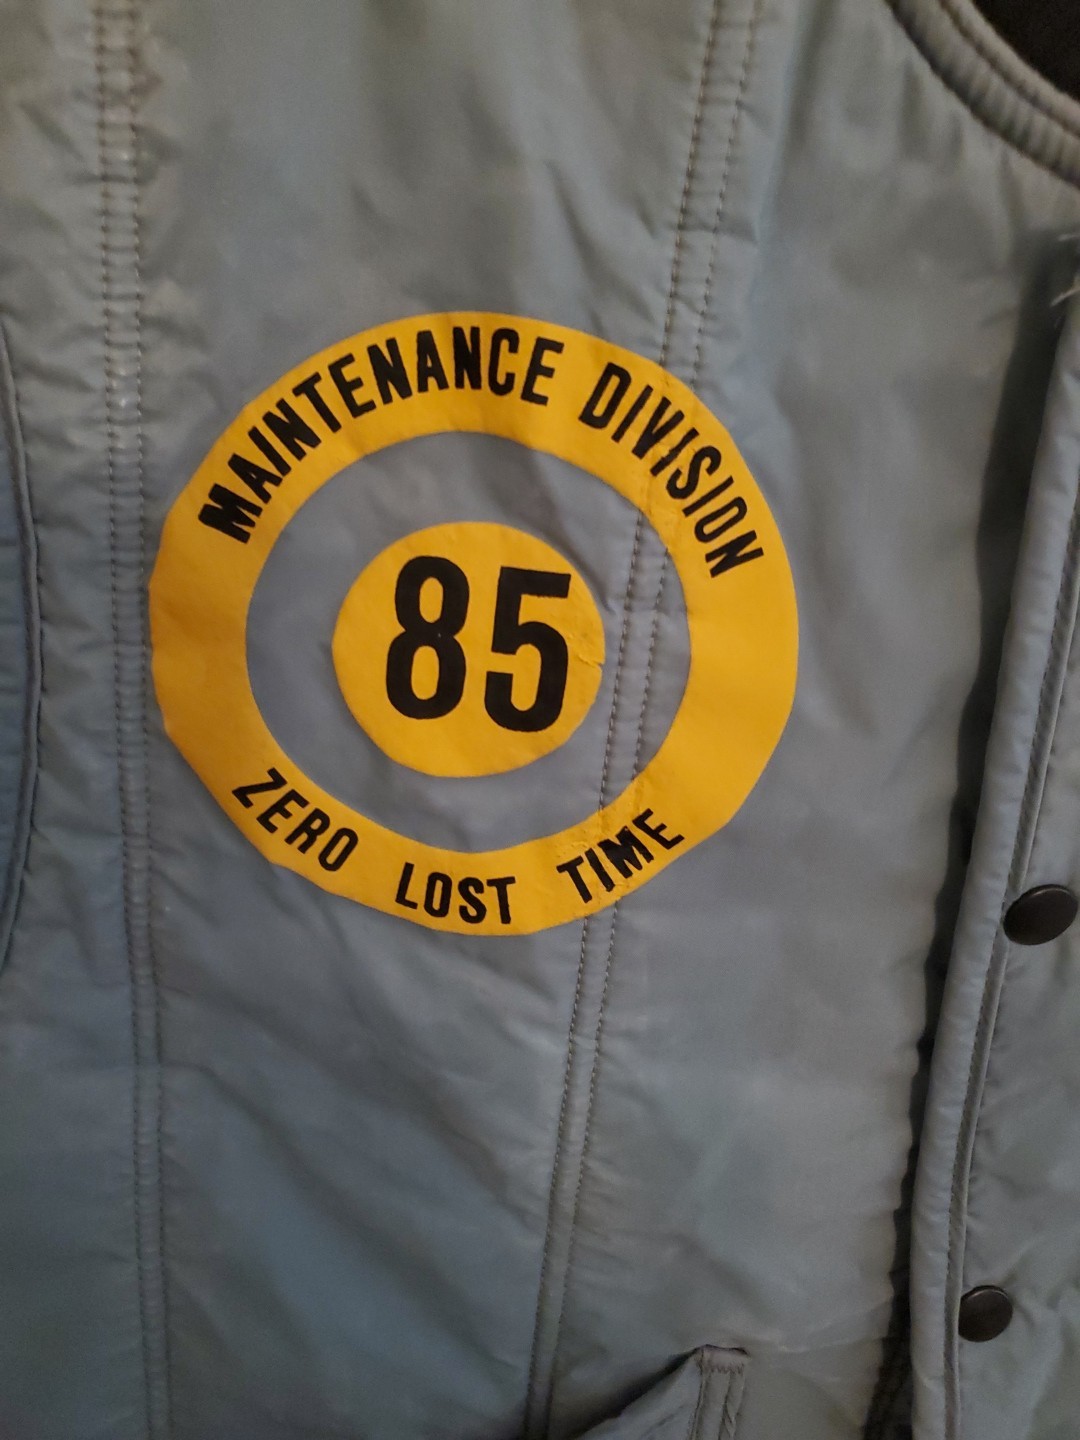 MAINTENANCE DIVISION
85
ZERO LOST TIME